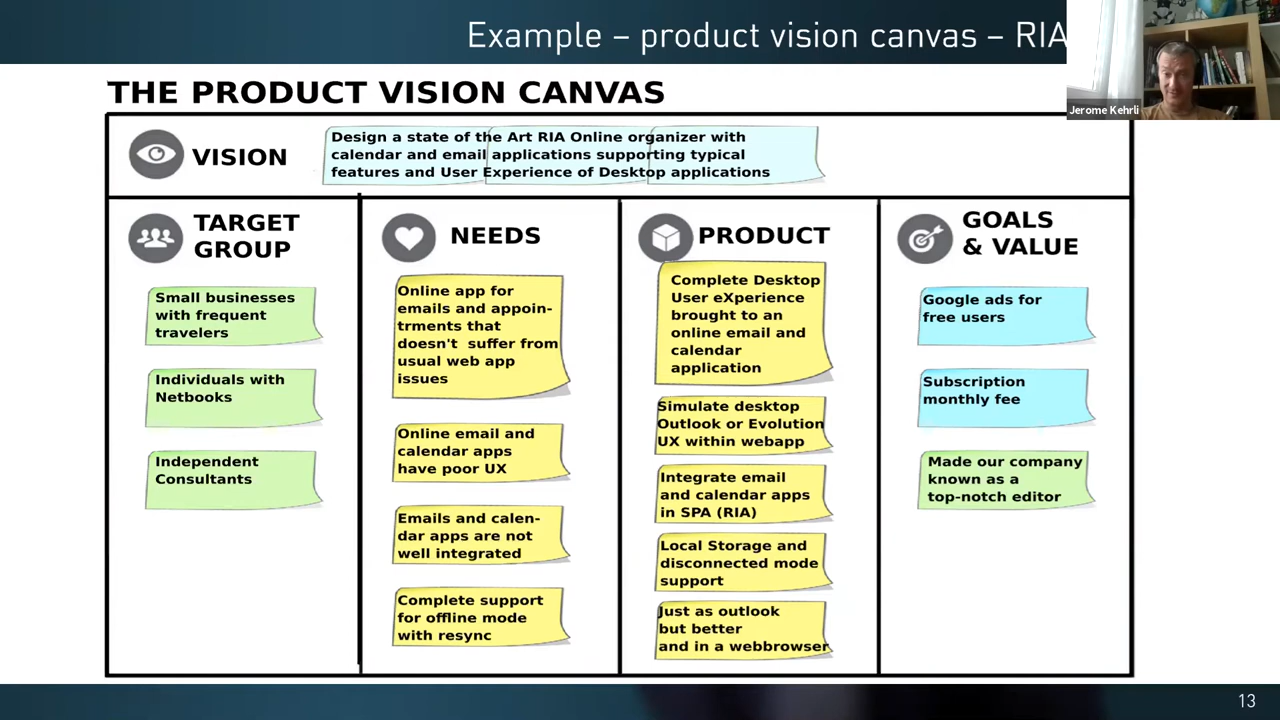 Example – product vision canvas – RIA
Jerome Kehrli
THE PRODUCT VISION CANVAS
VISION
Design a state of the Art RIA Online organizer with
calendar and email applications supporting typical
features and User Experience of Desktop applications
TARGET
GROUP
Small businesses
with frequent
travelers
Individuals with
Netbooks
Independent
Consultants
NEEDS
Online app for
emails and appoin-
trments that
doesn't suffer from
usual web app
issues
Online email and
calendar apps
have poor UX
Emails and calen-
dar apps are not
well integrated
Complete support
for offline mode
with resync
PRODUCT
Complete Desktop
User eXperience
brought to an
online email and
calendar
application
Simulate desktop
Outlook or Evolution
UX within webapp
Integrate email
and calendar apps
in SPA (RIA)
Local Storage and
disconnected mode
support
Just as outlook
but better
and in a webbrowser
GOALS
& VALUE
Google ads for
free users
Subscription
monthly fee
Made our company
known as a
top-notch editor
13